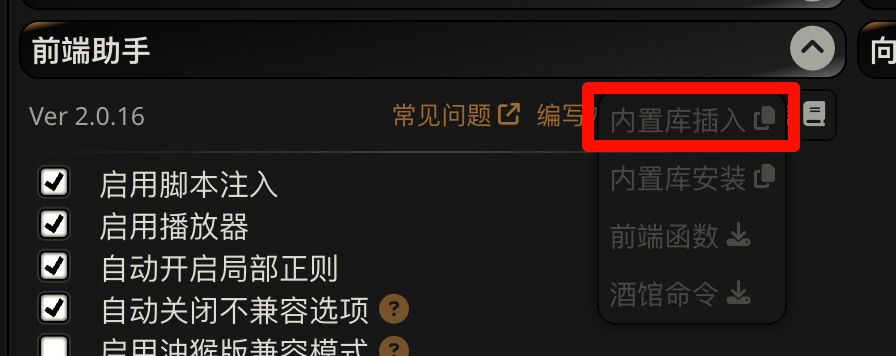 前端助手
向
Ver 2.0.16
常见问题 编写
内置库插入
内置库安装
前端函数
酒馆命令
启用脚本注入
启用播放器
自动开启局部正则
自动关闭不兼容选项 ?
启用油猴版兼容模式 ?